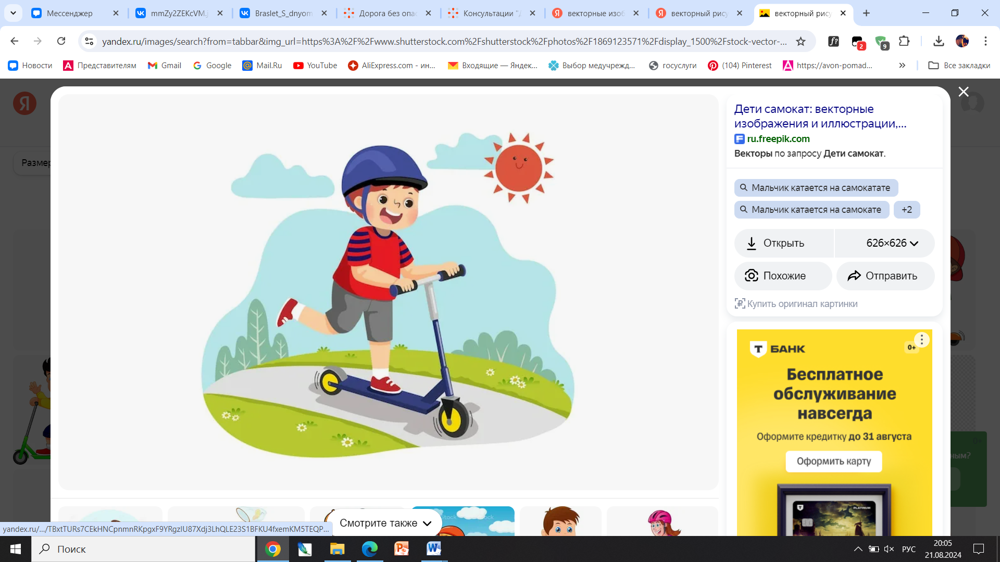 Мессенджер
mmZy2ZEKcVM.j
Braslet_S_dnyom
Дорога без опас
Консультации "Д
векторные изоб
векторный рису
векторный рису
yandex.ru/images/search?from=tabbar&img_url=https%3A%2F%2Fwww.shutterstock.com%2Fshutterstock%2Fphotos%2F1869123571%2Fdisplay_1500%2Fstock-vector-...
2
9
Новости
Представителям
Gmail
Google
Mail.Ru
YouTube
AliExpress.com - ин...
Входящие — Яндек...
Выбор медучрежд...
госуслуги
(104) Pinterest
https://avon-pomad...
Все закладки
Я
Размер
Дети самокат: векторные
изображения и иллюстрации,...
ru.freepik.com
Векторы по запросу Дети самокат.
Мальчик катается на самокатате
Мальчик катается на самокате
+2
Открыть
626×626
Похожие
Отправить
Купить оригинал картинки
Т БАНК
0+
Бесплатное
обслуживание
навсегда
Оформите кредитку до 31 августа
Оформить карту
PLATINUM
0+
ным?
Смотрите также
yandex.ru/.../TBxtTURs7CEkHNCpnmnRKpgxF9YRgzIU87Xdj3LhQLE23S1BFKU4fxemKM5TEQP...
Поиск
РУС
20:05
21.08.2024